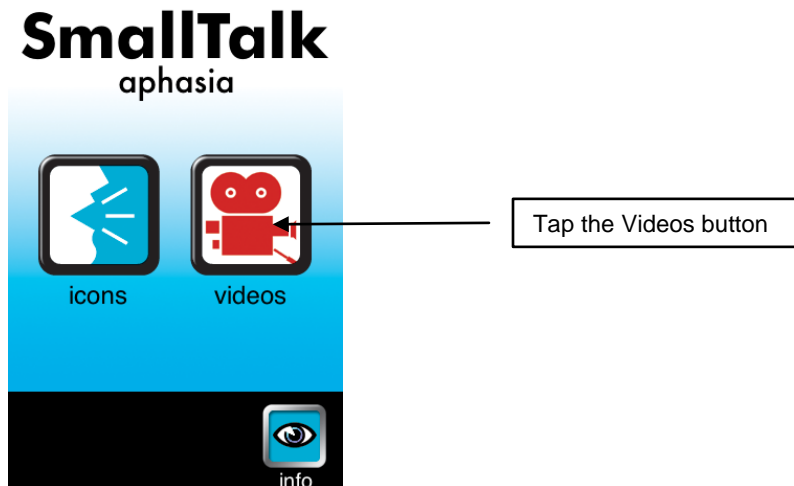 SmallTalk
aphasia
icons videos
Tap the Videos button
info